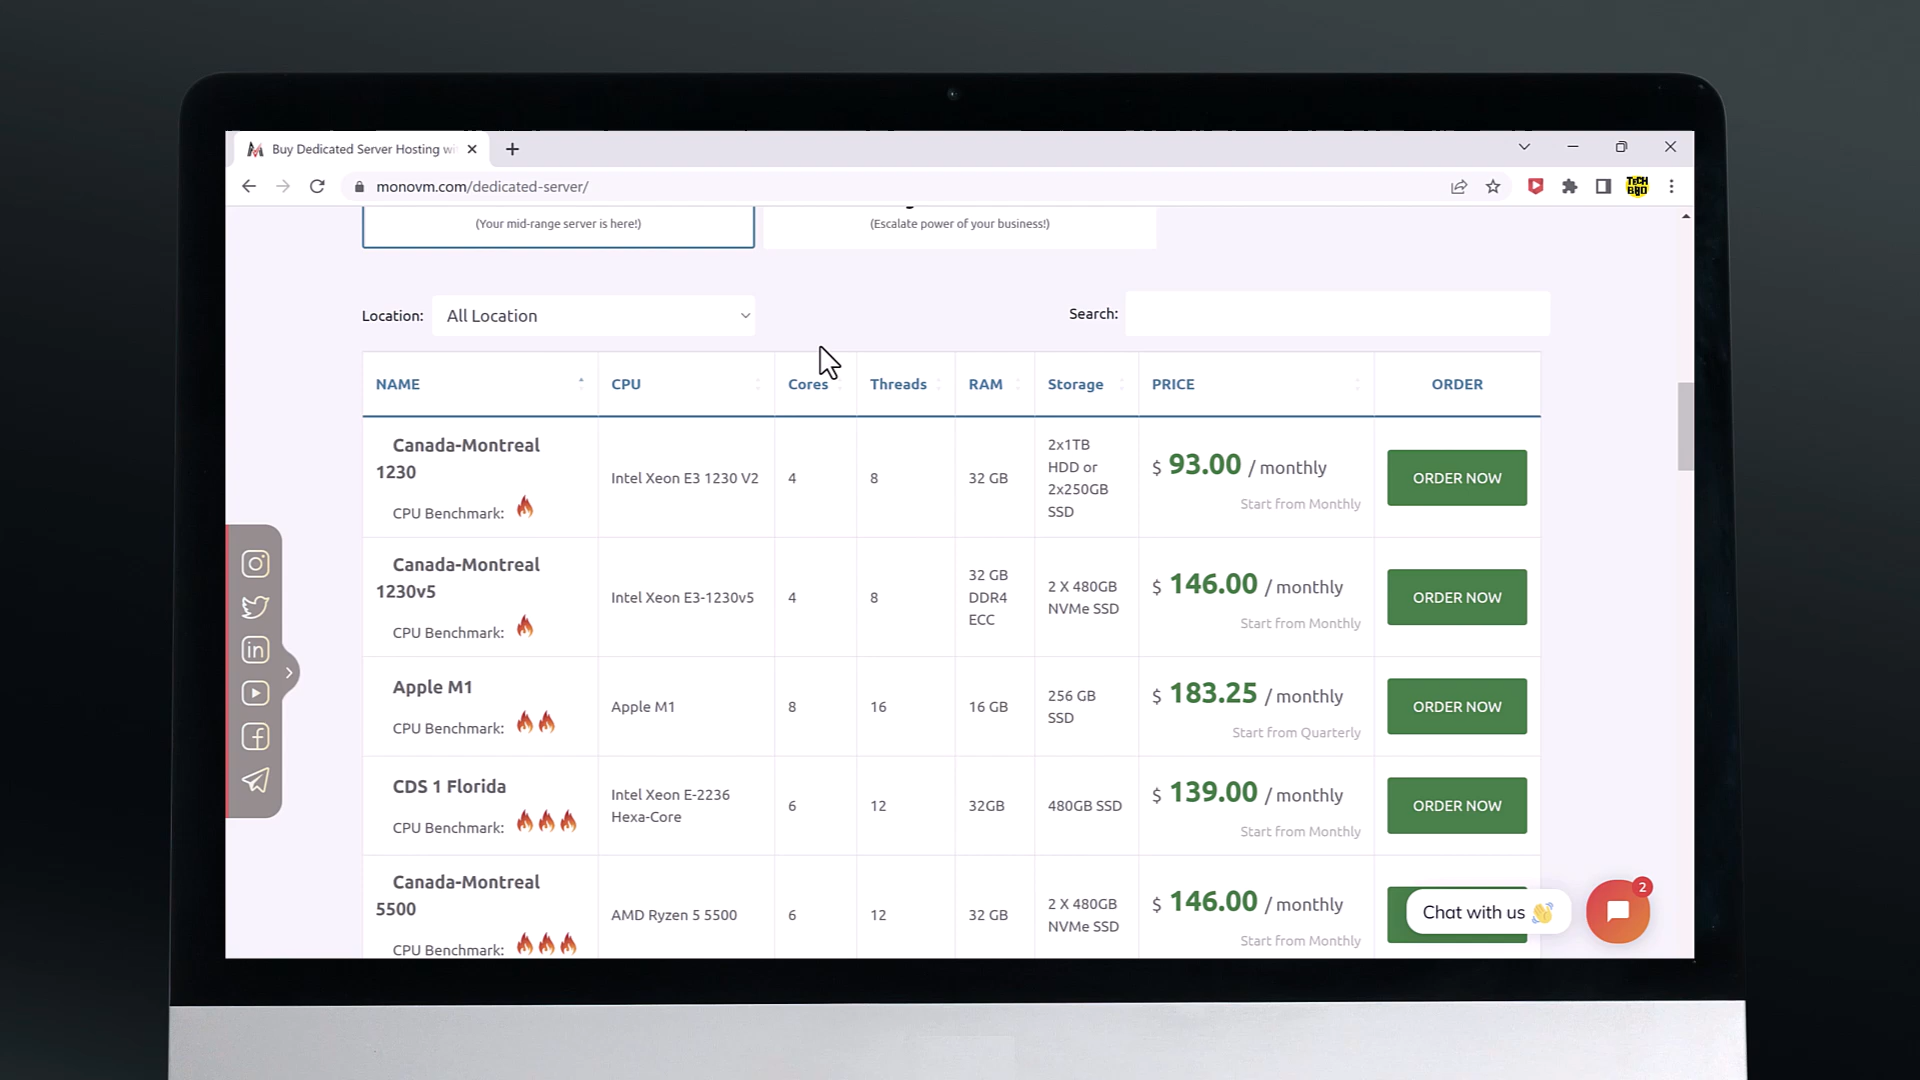 Buy Dedicated Server Hosting wi
monovm.com/dedicated-server/
TECH
(Your mid-range server is here!)
(Escalate power of your business!)
Location:
All Location
Search:
NAME
CPU
Cores
Threads
RAM
Storage
PRICE
ORDER
Canada-Montreal
1230
CPU Benchmark:
Intel Xeon E3 1230 V2
4
8
32 GB
2x1TB
HDD or
2x250GB
SSD
$ 93.00 / monthly
Start from Monthly
ORDER NOW
Canada-Montreal
1230v5
CPU Benchmark:
Intel Xeon E3-1230v5
4
8
32 GB
DDR4
ECC
2 X 480GB
NVMe SSD
$ 146.00 / monthly
Start from Monthly
ORDER NOW
Apple M1
CPU Benchmark:
Apple M1
8
16
16 GB
256 GB
SSD
$ 183.25 / monthly
Start from Quarterly
ORDER NOW
CDS 1 Florida
CPU Benchmark:
Intel Xeon E-2236
Hexa-Core
6
12
32GB
480GB SSD
$ 139.00 / monthly
Start from Monthly
ORDER NOW
Canada-Montreal
5500
CPU Benchmark:
AMD Ryzen 5 5500
6
12
32 GB
2 X 480GB
NVMe SSD
$ 146.00 / monthly
Start from Monthly
in
Chat with us
2